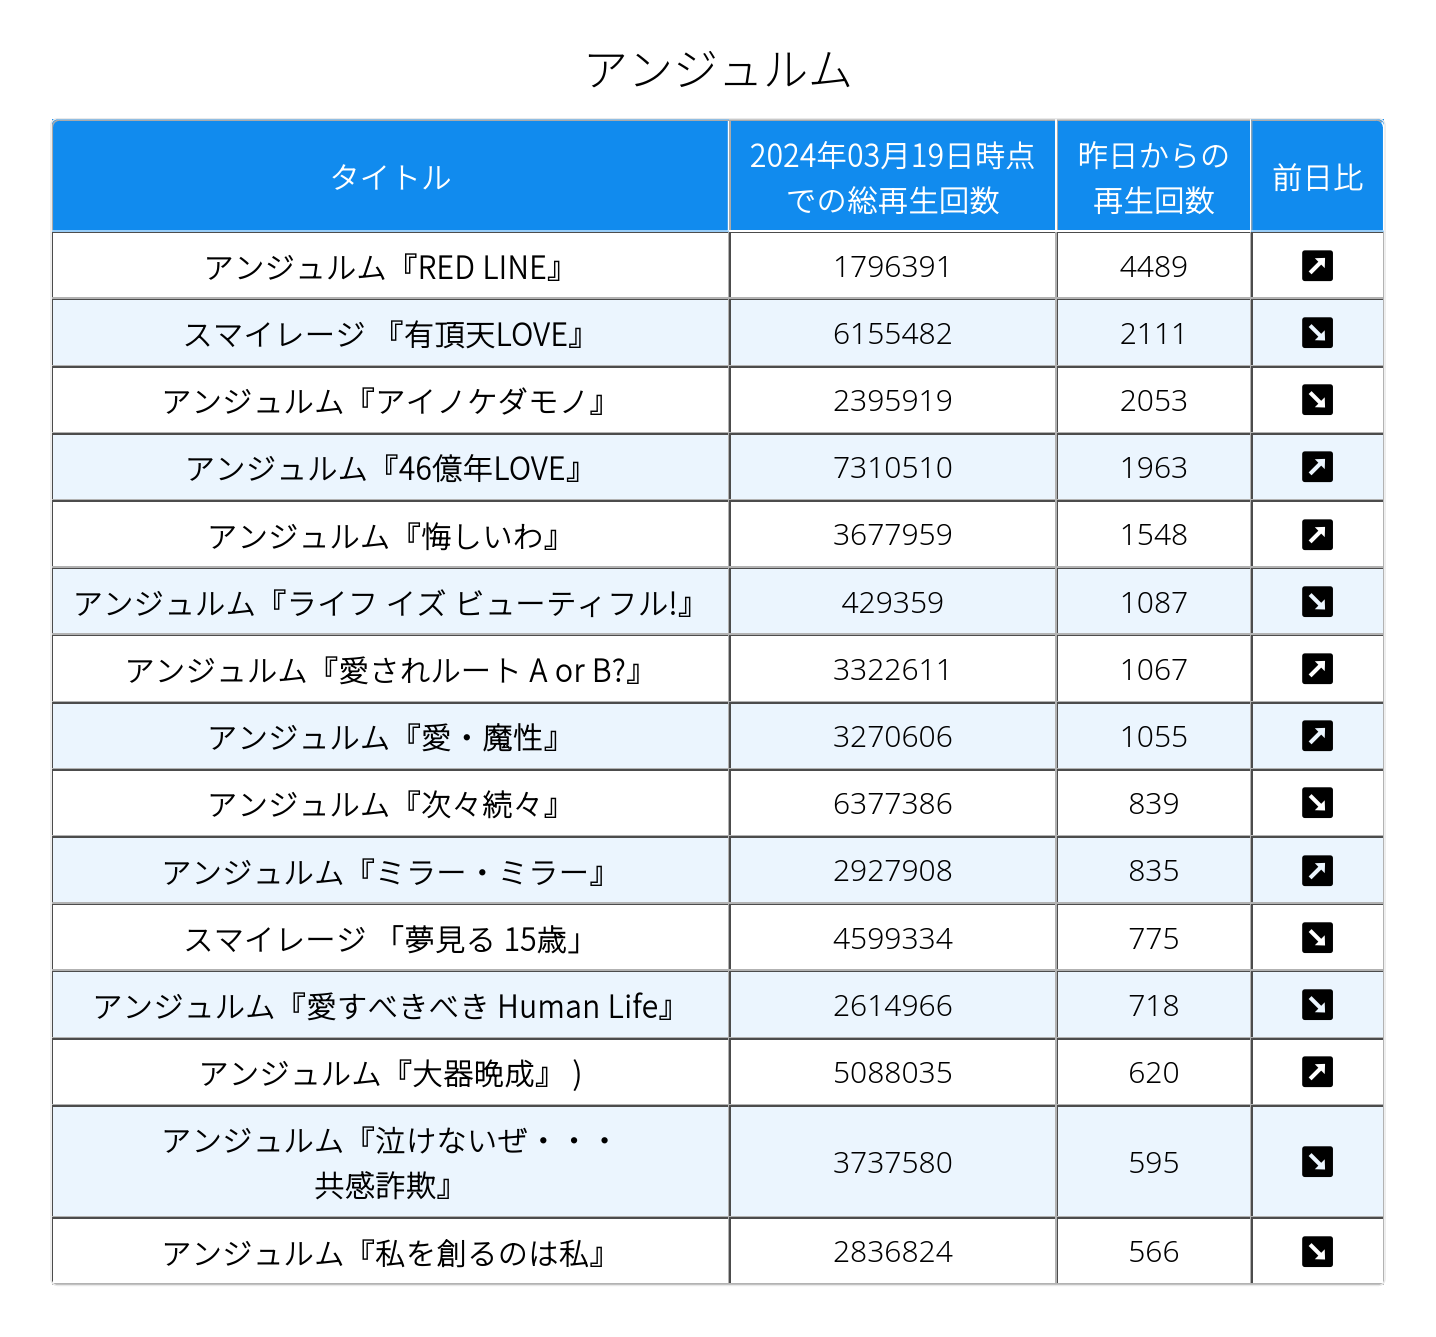 アンジュルム
タイトル
2024年03月19日時点
での総再生回数
昨日からの
再生回数
前日比
アンジュルム『RED LINE』 1796391 4489 ↗
スマイレージ 『有頂天LOVE』 6155482 2111 ↘
アンジュルム『アイノケダモノ』 2395919 2053 ↘
アンジュルム『46億年LOVE』 7310510 1963 ↗
アンジュルム『悔しいわ』 3677959 1548 ↗
アンジュルム『ライフ イズ ビューティフル!』 429359 1087 ↘
アンジュルム『愛されルート A or B?』 3322611 1067 ↗
アンジュルム『愛・魔性』 3270606 1055 ↗
アンジュルム『次々続々』 6377386 839 ↘
アンジュルム『ミラー・ミラー』 2927908 835 ↗
スマイレージ 「夢見る 15歳」 4599334 775 ↘
アンジュルム『愛すべきべき Human Life』 2614966 718 ↘
アンジュルム『大器晩成』 ) 5088035 620 ↗
アンジュルム『泣けないぜ・・・
共感詐欺』 3737580 595 ↘
アンジュルム『私を創るのは私』 2836824 566 ↘